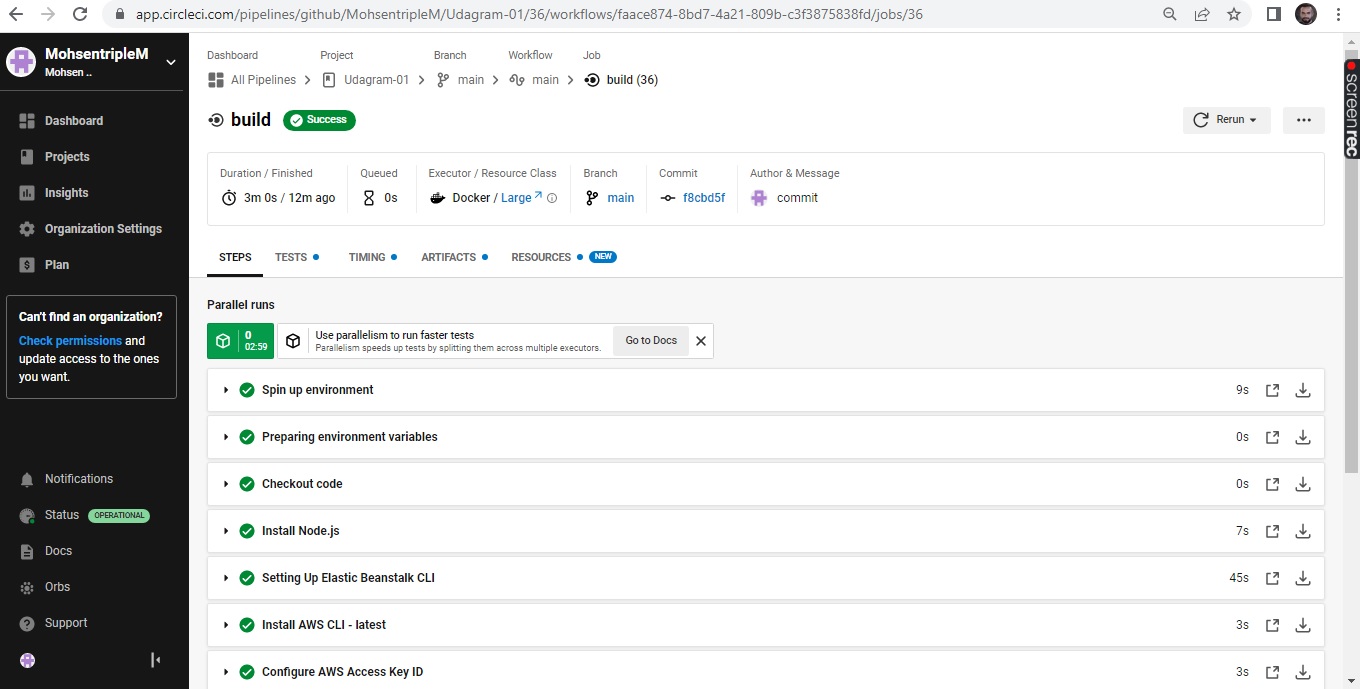 app.circleci.com/pipelines/github/MohsentripleM/Udagram-01/36/workflows/faace874-8bd7-4a21-809b-c3f3875838fd/jobs/36
MohsentripleM
Mohsen ..
Dashboard
Projects
Insights
Organization Settings
Plan
Can't find an organization?
Check permissions and
update access to the ones
you want.
Notifications
Status OPERATIONAL
Docs
Orbs
Support
Dashboard Project Branch Workflow Job
All Pipelines Udagram-01 main main build (36)
build Success Rerun
Duration / Finished Queued Executor / Resource Class Branch Commit Author & Message
3m 0s / 12m ago 0s Docker / Large main f8cbd5f commit
STEPS TESTS TIMING ARTIFACTS RESOURCES NEW
Parallel runs
0
02:59
Use parallelism to run faster tests
Parallelism speeds up tests by splitting them across multiple executors.
Go to Docs
Spin up environment 9s
Preparing environment variables 0s
Checkout code 0s
Install Node.js 7s
Setting Up Elastic Beanstalk CLI 45s
Install AWS CLI - latest 3s
Configure AWS Access Key ID 3s
screenrec